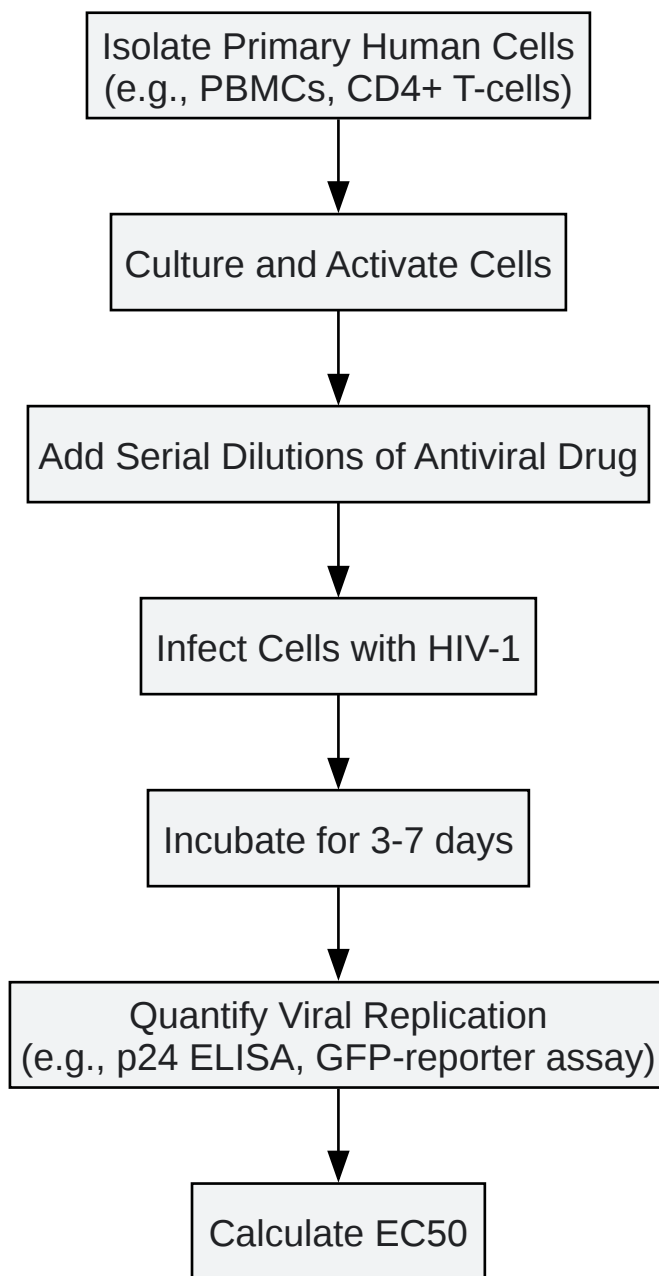 Isolate Primary Human Cells
(e.g., PBMCs, CD4+ T-cells)
Culture and Activate Cells
Add Serial Dilutions of Antiviral Drug
Infect Cells with HIV-1
Incubate for 3-7 days
Quantify Viral Replication
(e.g., p24 ELISA, GFP-reporter assay)
Calculate EC50